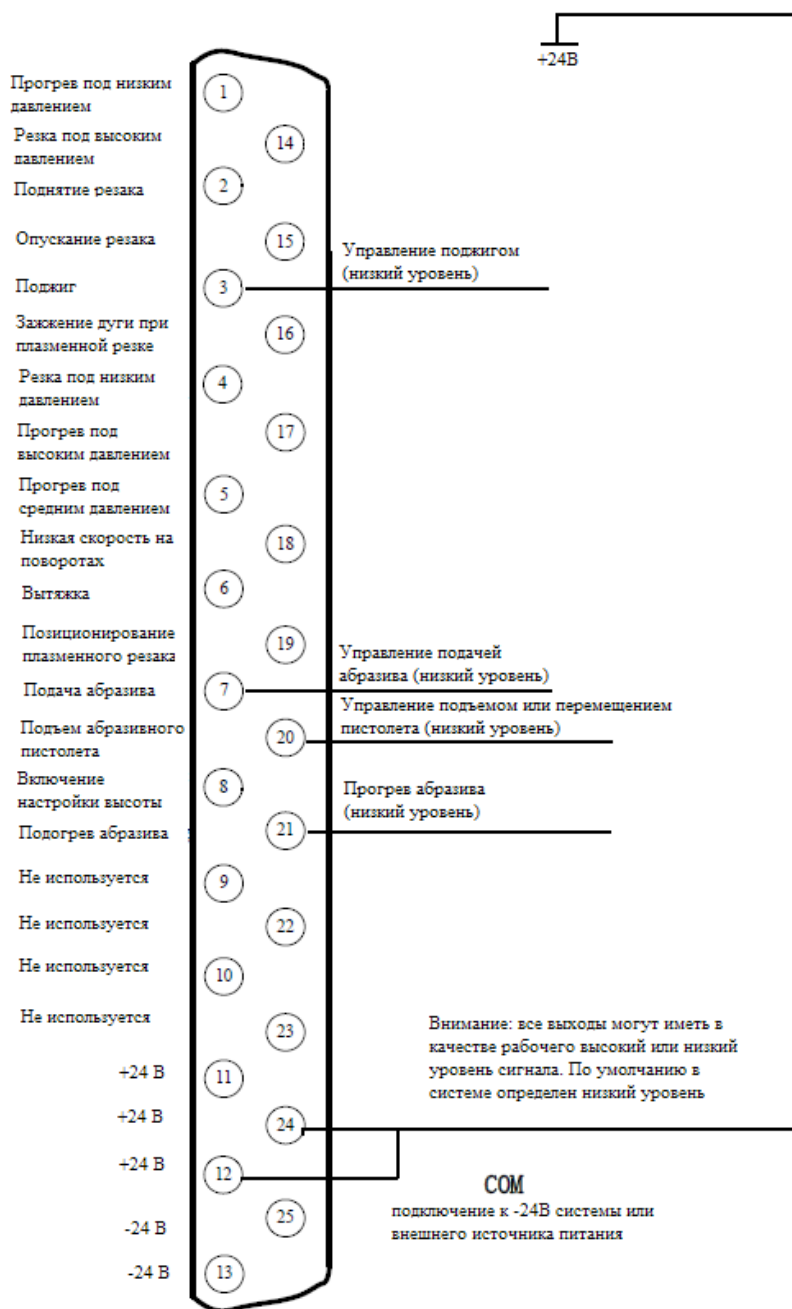 +24В
Прогрев под низким
давлением
1
Резка под высоким
давлением
14
Поднятие резака
2
Опускание резака
15
Управление поджигом
(низкий уровень)
Поджиг
3
Зажжение дуги при
плазменной резке
16
Резка под низким
давлением
4
Прогрев под
высоким давлением
17
Прогрев под
средним давлением
5
Низкая скорость на
поворотах
18
Вытяжка
6
Позиционирование
плазменного резака
19
Управление подачей
абразива (низкий уровень)
Подача абразива
7
Управление подъемом или перемещением
пистолета (низкий уровень)
Подъем абразивного
пистолета
20
Включение
настройки высоты
8
Прогрев абразива
(низкий уровень)
Подогрев абразива
21
Не используется
9
Не используется
22
Не используется
10
Не используется
23
Внимание: все выходы могут иметь в
качестве рабочего высокий или низкий
уровень сигнала. По умолчанию в
системе определен низкий уровень
+24 В
11
+24 В
24
+24 В
12
COM
подключение к -24В системы или
внешнего источника питания
-24 В
25
-24 В
13